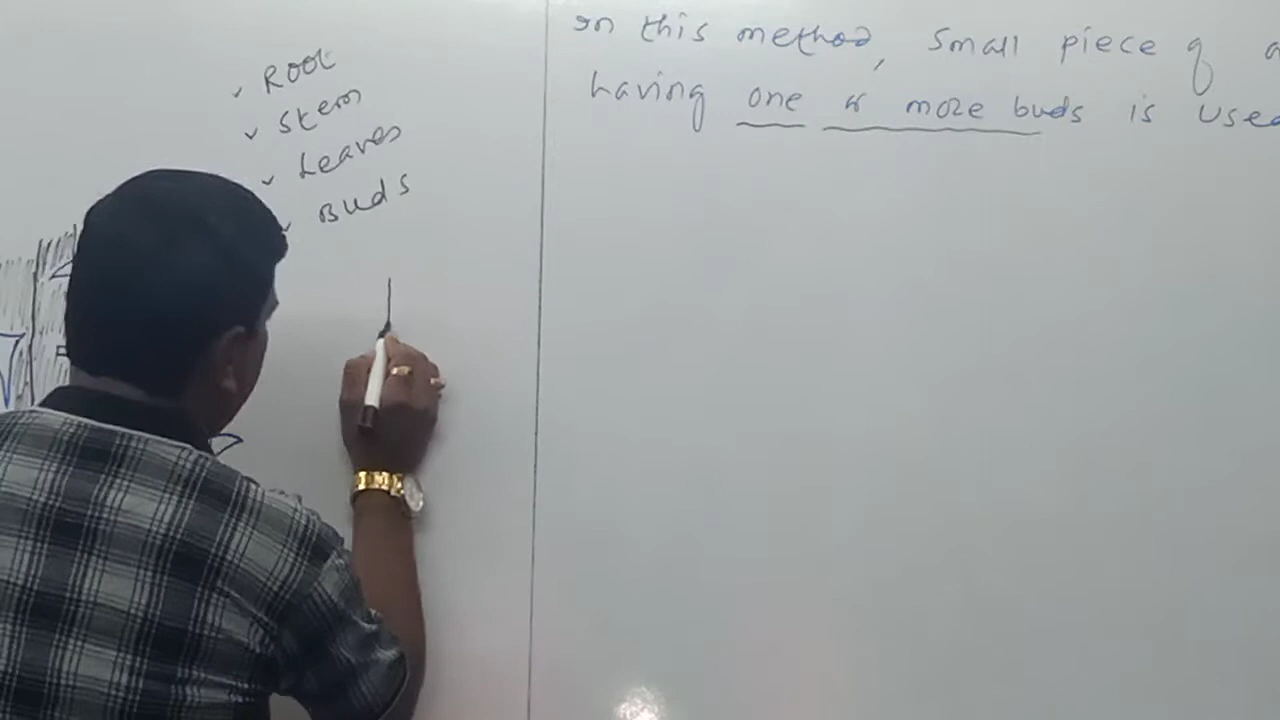 Root
Stem
Leaves
Buds
In this method, Small piece of a
having one or more buds is used